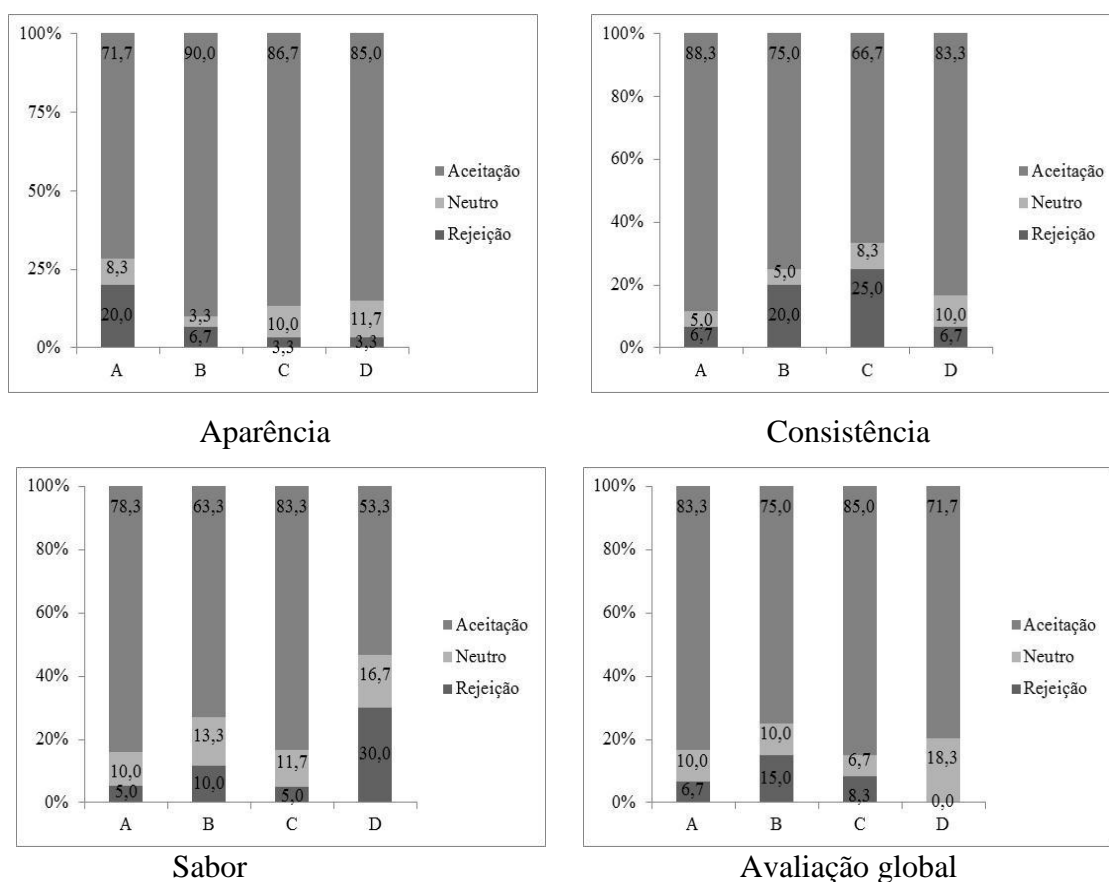 100%
75%
50%
25%
0%
71,7 90,0 86,7 85,0
8,3 3,3 10,0 11,7
20,0 6,7 3,3 3,3
A B C D
Aceitação
Neutro
Rejeição
Aparência
100%
80%
60%
40%
20%
0%
88,3 75,0 66,7 83,3
5,0 5,0 8,3 10,0
6,7 20,0 25,0 6,7
A B C D
Aceitação
Neutro
Rejeição
Consistência
100%
80%
60%
40%
20%
0%
78,3 63,3 83,3 53,3
10,0 13,3 11,7 16,7
5,0 10,0 5,0 30,0
A B C D
Aceitação
Neutro
Rejeição
Sabor
100%
80%
60%
40%
20%
0%
83,3 75,0 85,0 71,7
10,0 10,0 6,7 18,3
6,7 15,0 8,3 0,0
A B C D
Aceitação
Neutro
Rejeição
Avaliação global